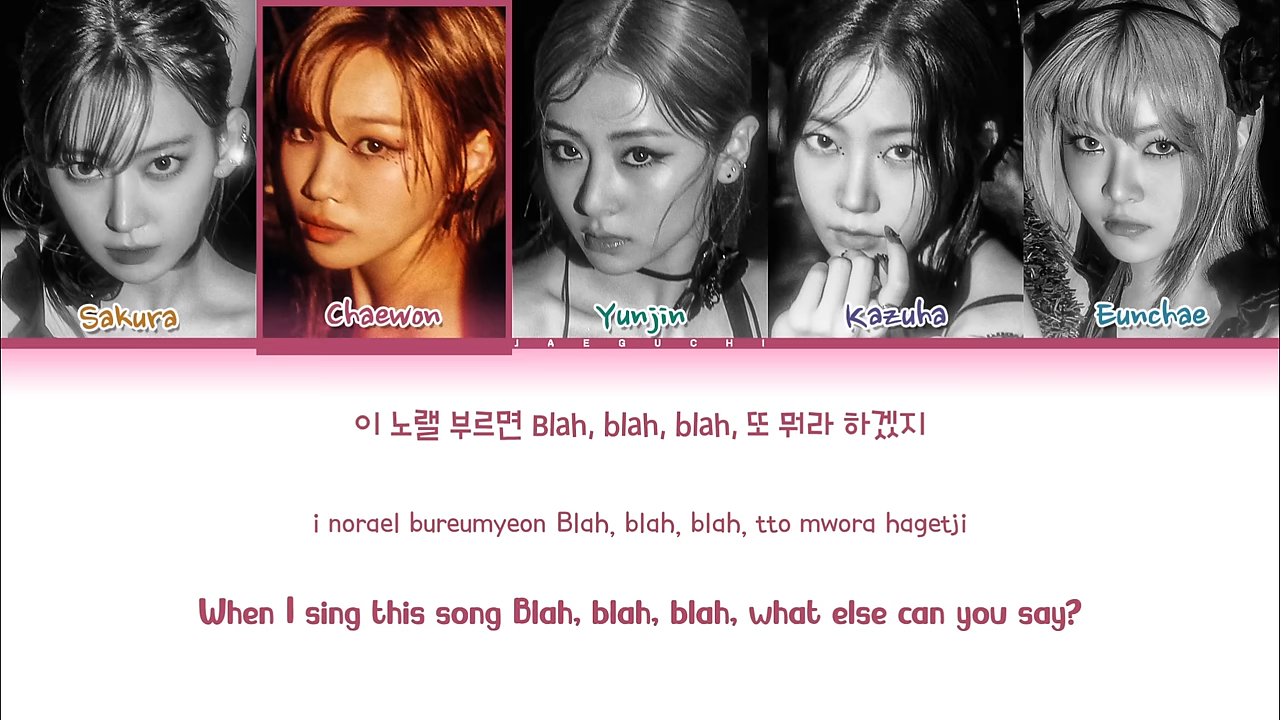 Sakura
Chaewon
Yunjin
Kazuha
Eunchae
JAEGUCHI
이 노랠 부르면 Blah, blah, blah, 또 뭐라 하겠지
i norael bureumyeon Blah, blah, blah, tto mwora hagetji
When I sing this song Blah, blah, blah, what else can you say?